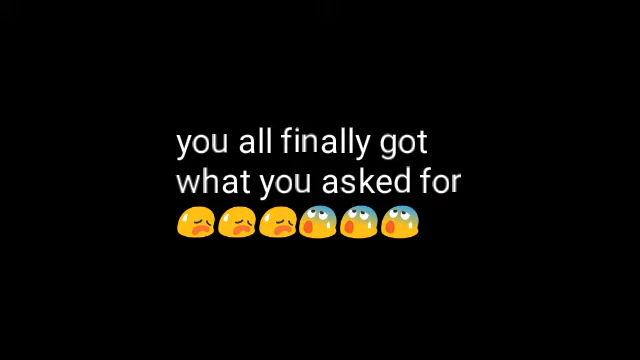 you all finally got
what you asked for
😥😥😥😰😰😰